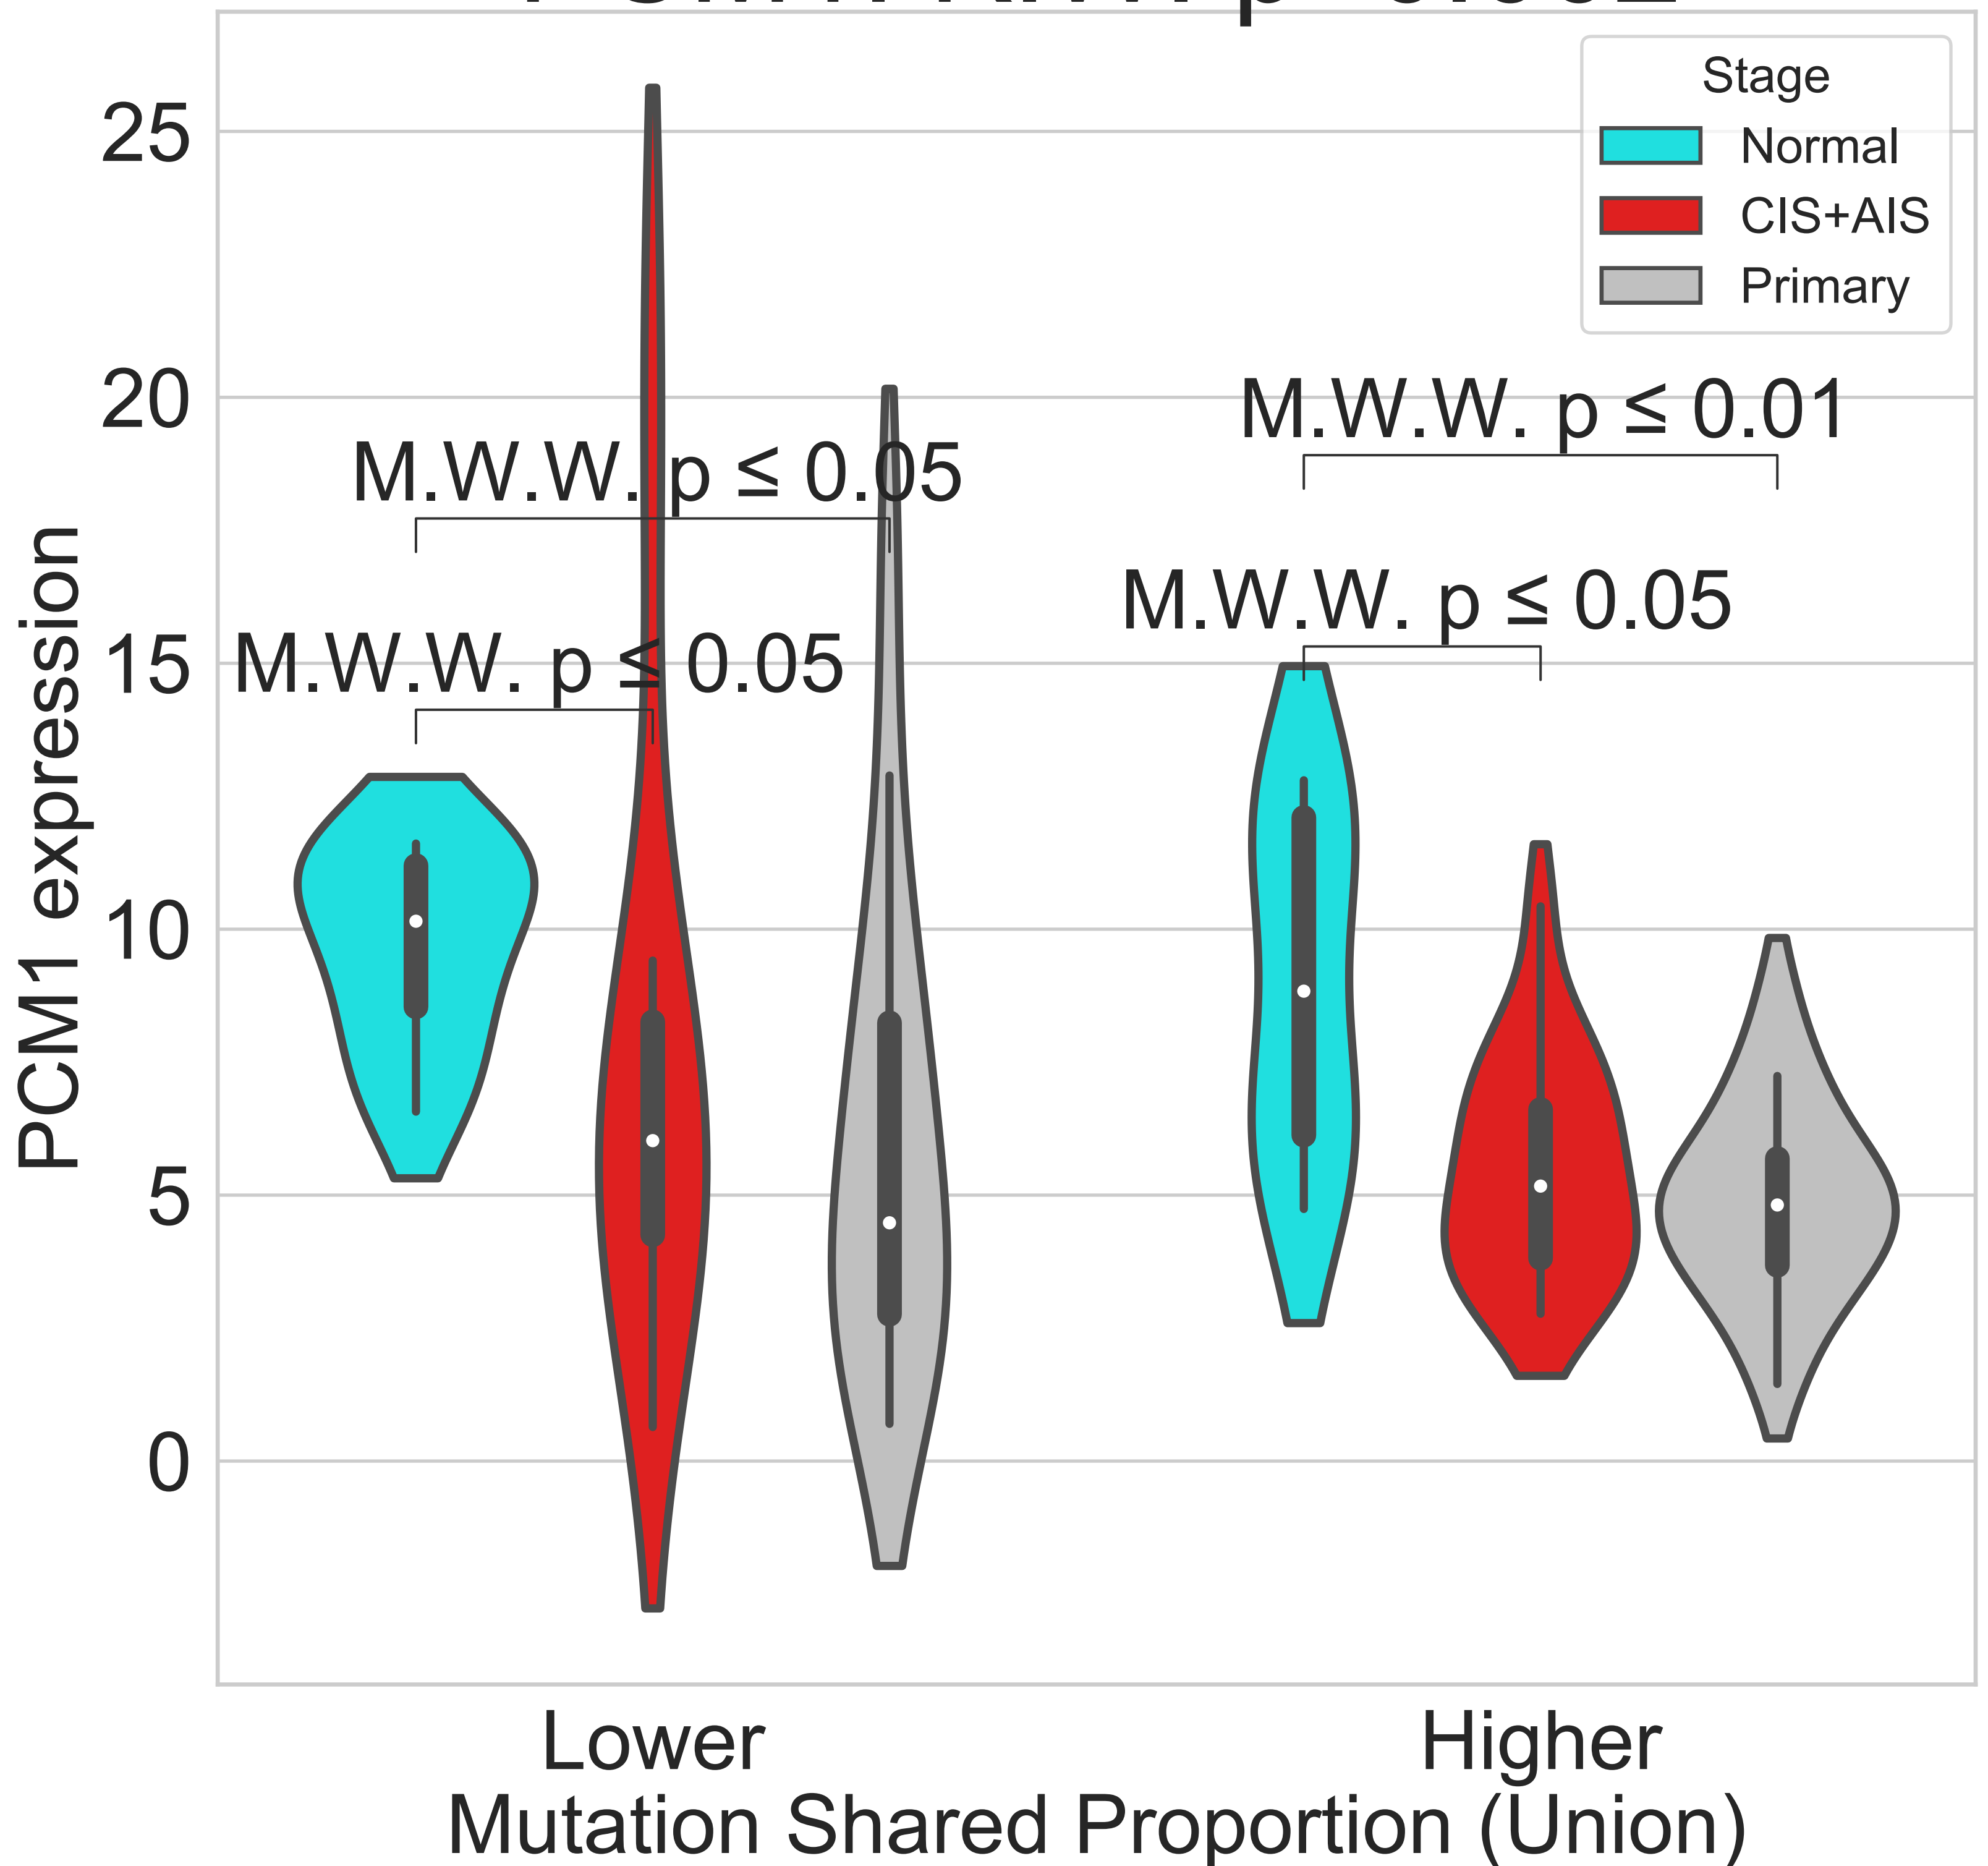 Stage
Normal
CIS+AIS
Primary
25
20
15
10
5
0
PCM1 expression
M.W.W. p ≤ 0.01
M.W.W. p ≤ 0.05
M.W.W. p ≤ 0.05
M.W.W. p ≤ 0.05
Lower
Higher
Mutation Shared Proportion (Union)